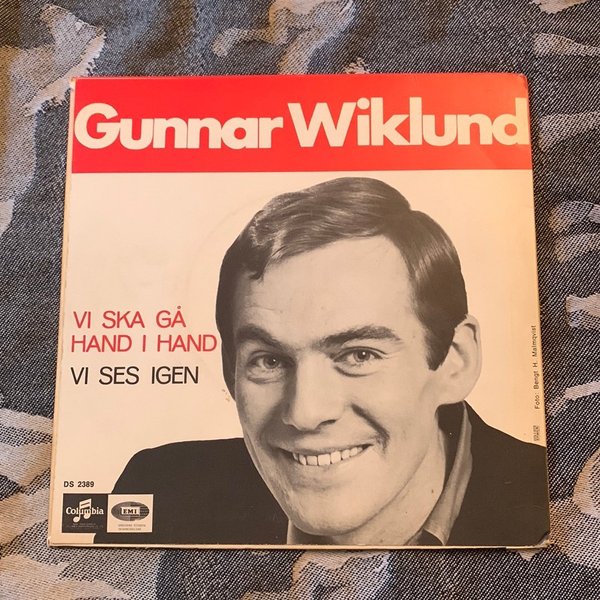 Gunnar Wiklund
VI SKA GÅ
HAND I HAND
VI SES IGEN
Foto: Bengt H. Malmqvist
DS 2389
Columbia
EMI